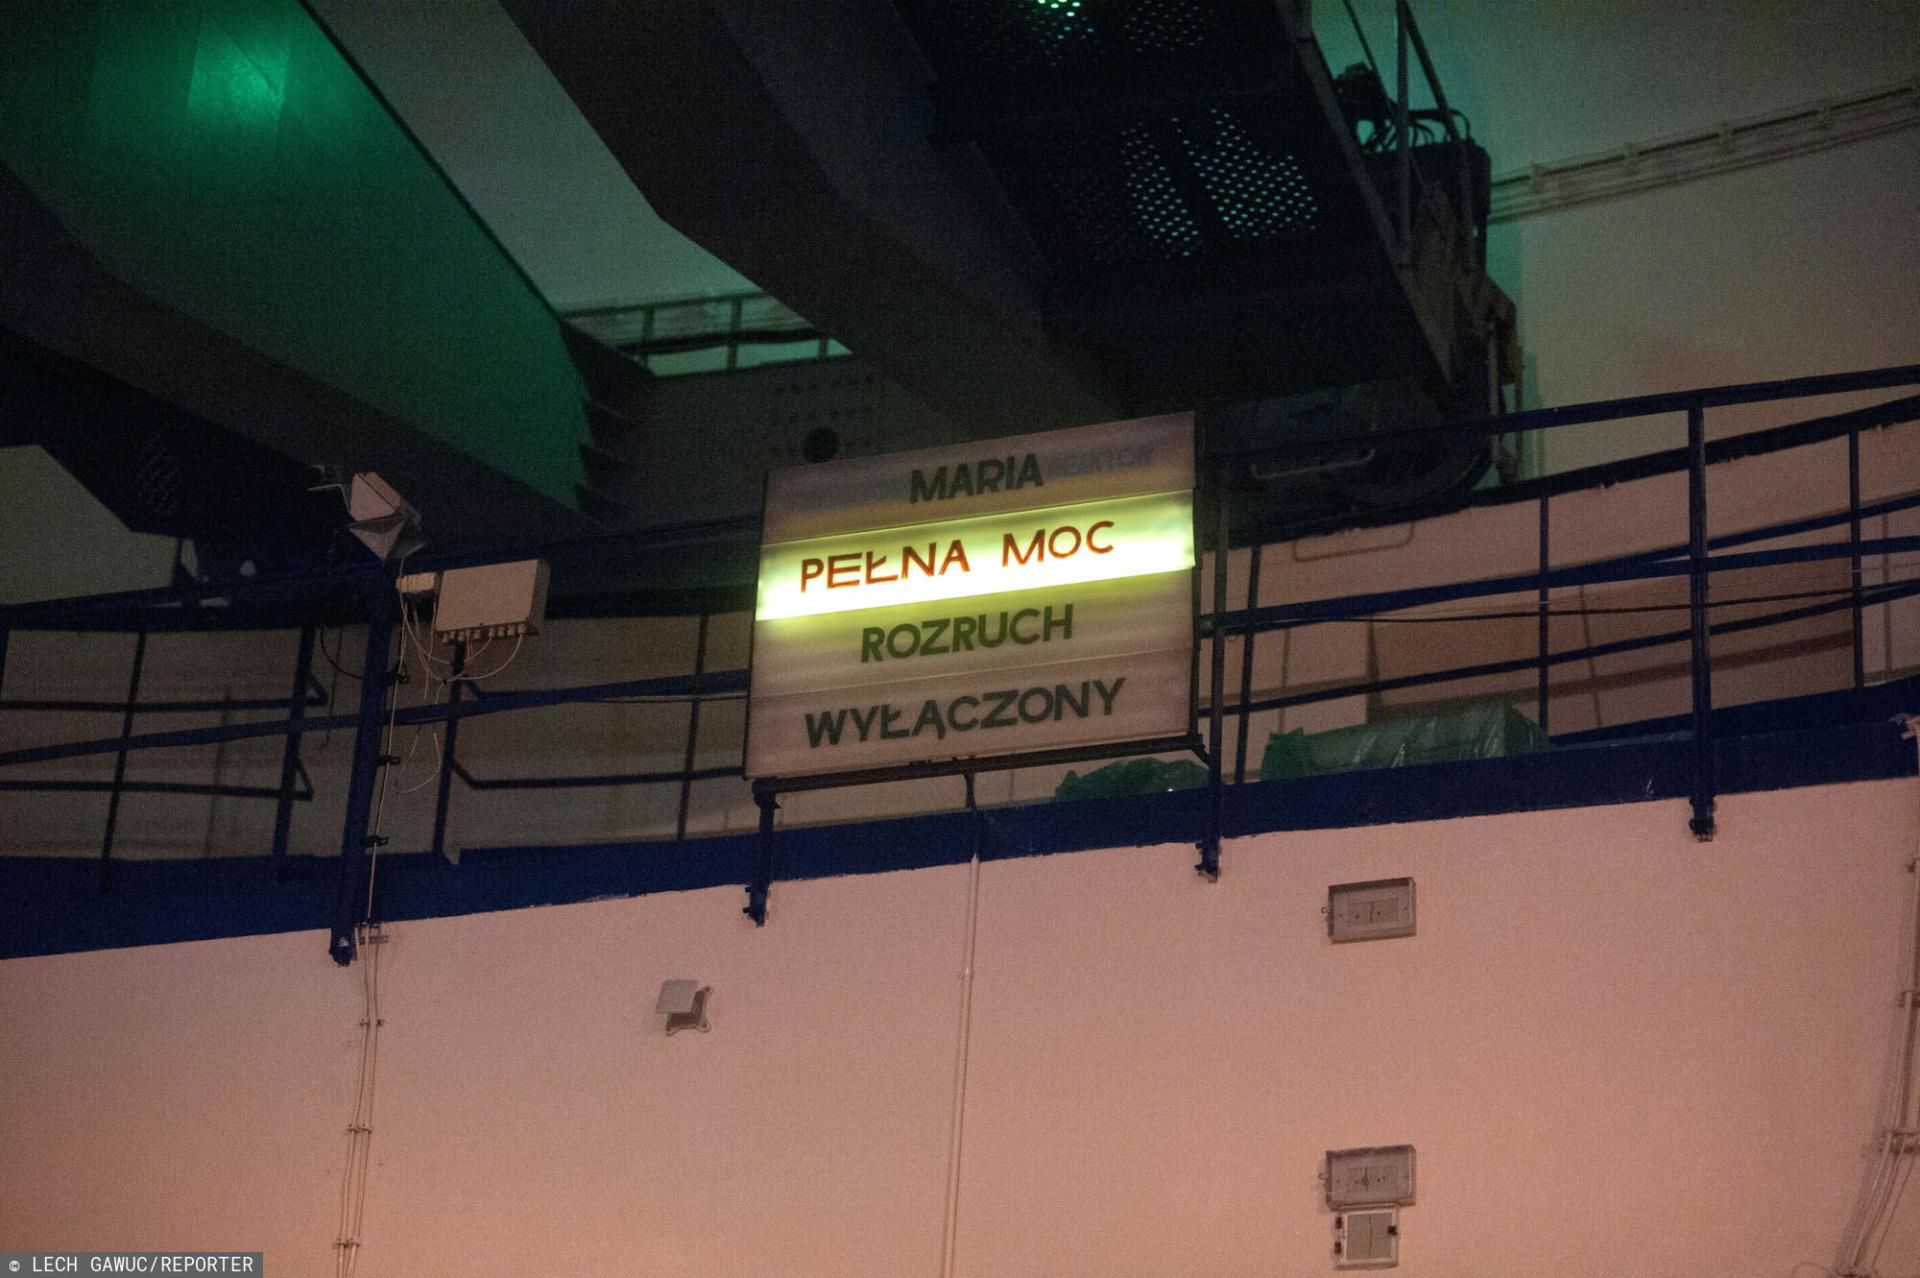 MARIA
PEŁNA MOC
ROZRUCH
WYŁĄCZONY
© LECH GAWUC/REPORTER